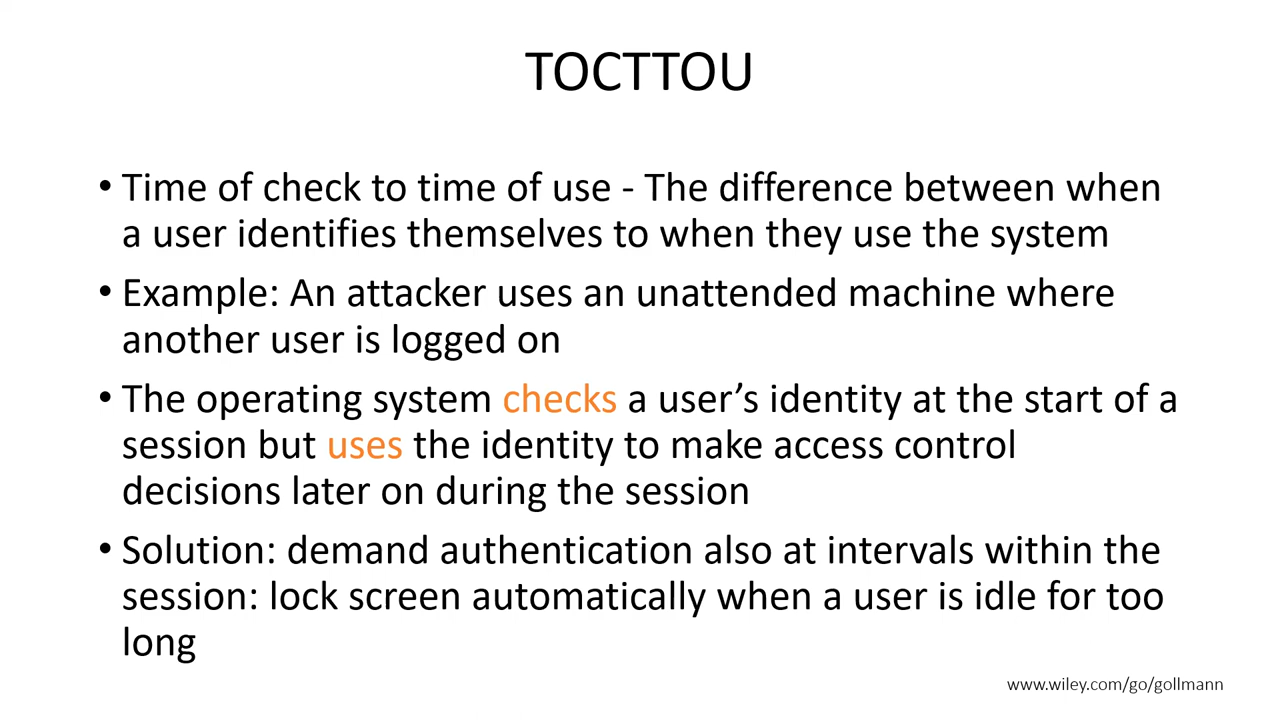 TOCTTOU
• Time of check to time of use - The difference between when
a user identifies themselves to when they use the system
• Example: An attacker uses an unattended machine where
another user is logged on
• The operating system checks a user’s identity at the start of a
session but uses the identity to make access control
decisions later on during the session
• Solution: demand authentication also at intervals within the
session: lock screen automatically when a user is idle for too
long
www.wiley.com/go/gollmann